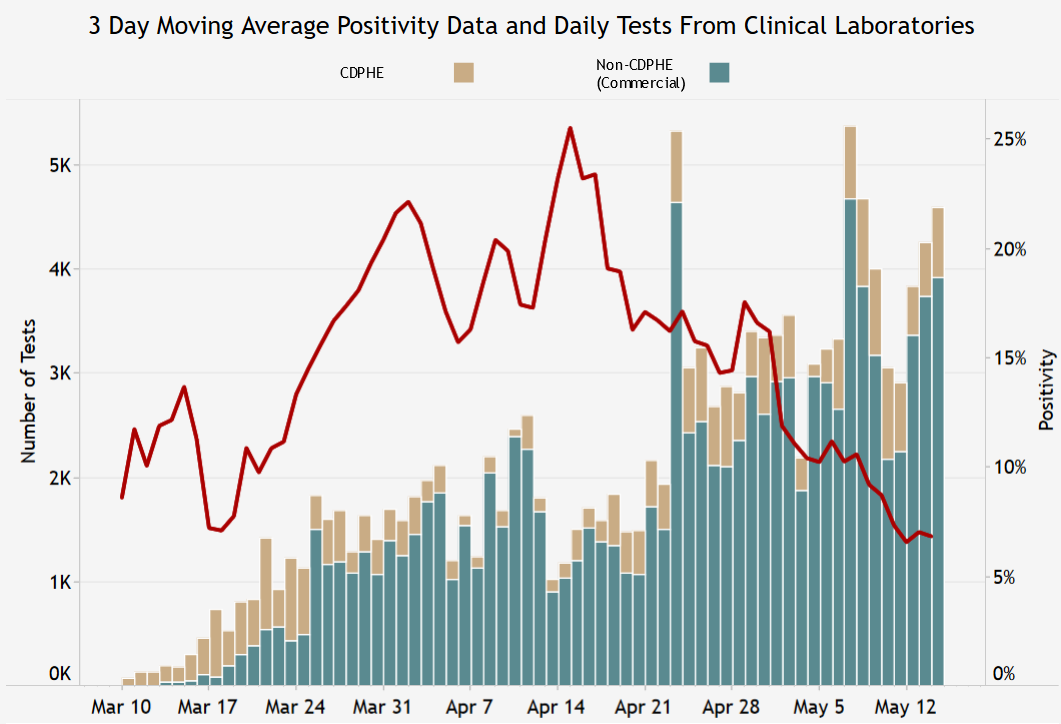 3 Day Moving Average Positivity Data and Daily Tests From Clinical Laboratories
CDPHE
Non-CDPHE
(Commercial)
Number of Tests
5K
4K
3K
2K
1K
0K
25%
20%
15%
10%
5%
0%
Positivity
Mar 10
Mar 17
Mar 24
Mar 31
Apr 7
Apr 14
Apr 21
Apr 28
May 5
May 12